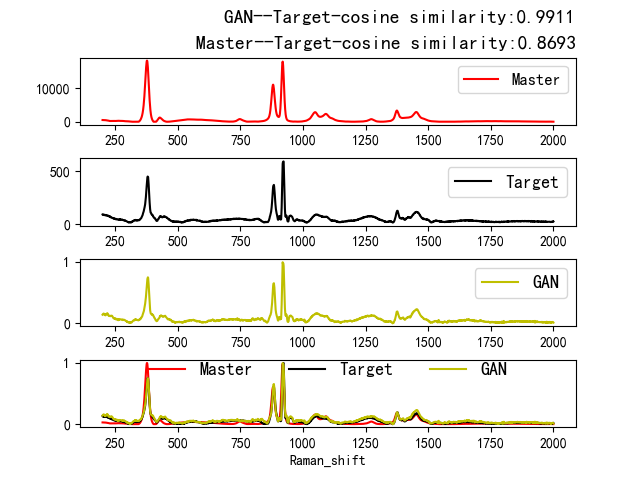 GAN--Target-cosine similarity:0.9911
Master--Target-cosine similarity:0.8693
Master
10000
0
250 500 750 1000 1250 1500 1750 2000
Target
500
0
250 500 750 1000 1250 1500 1750 2000
GAN
1
0
250 500 750 1000 1250 1500 1750 2000
Master Target GAN
1
0
250 500 750 1000 1250 1500 1750 2000
Raman_shift